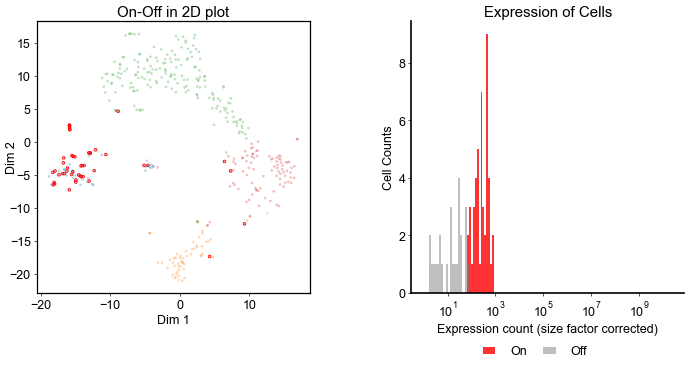 On-Off in 2D plot
Dim 2
15
10
5
0
−5
−10
−15
−20
−20 −10 0 10
Dim 1
Expression of Cells
Cell Counts
8
6
4
2
0
10^1 10^3 10^5 10^7 10^9
Expression count (size factor corrected)
On Off